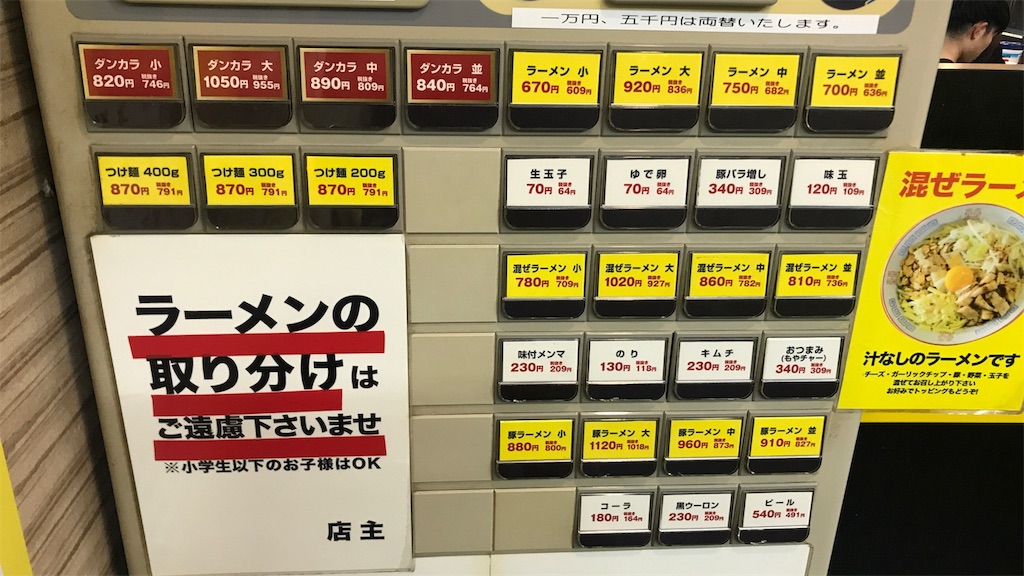 一万円、五千円は両替いたします。
ダンカラ 小
820円 税抜き 746円
ダンカラ 大
1050円 税抜き 955円
ダンカラ 中
890円 税抜き 809円
ダンカラ 並
840円 税抜き 764円
ラーメン 小
670円 税抜き 609円
ラーメン 大
920円 税抜き 836円
ラーメン 中
750円 税抜き 682円
ラーメン 並
700円 税抜き 636円
つけ麺 400g
870円 税抜き 791円
つけ麺 300g
870円 税抜き 791円
つけ麺 200g
870円 税抜き 791円
生玉子
70円 税抜き 64円
ゆで卵
70円 税抜き 64円
豚バラ増し
340円 税抜き 309円
味玉
120円 税抜き 109円
混ぜラーメン 小
780円 税抜き 709円
混ぜラーメン 大
1020円 税抜き 927円
混ぜラーメン 中
860円 税抜き 782円
混ぜラーメン 並
810円 税抜き 736円
味付メンマ
230円 税抜き 209円
のり
130円 税抜き 118円
キムチ
230円 税抜き 209円
おつまみ
(もやチャー)
340円 税抜き 309円
豚ラーメン 小
880円 税抜き 800円
豚ラーメン 大
1120円 税抜き 1018円
豚ラーメン 中
960円 税抜き 873円
豚ラーメン 並
910円 税抜き 827円
コーラ
180円 税抜き 164円
黒ウーロン
230円 税抜き 209円
ビール
540円 税抜き 491円
ラーメンの
取り分けは
ご遠慮下さいませ
※小学生以下のお子様はOK
店主
混ぜラーメ
汁なしのラーメンです
チーズ・ガーリックチップ・豚・野菜・玉子を
混ぜてお召し上がり下さい
お好みでトッピングもどうぞ!